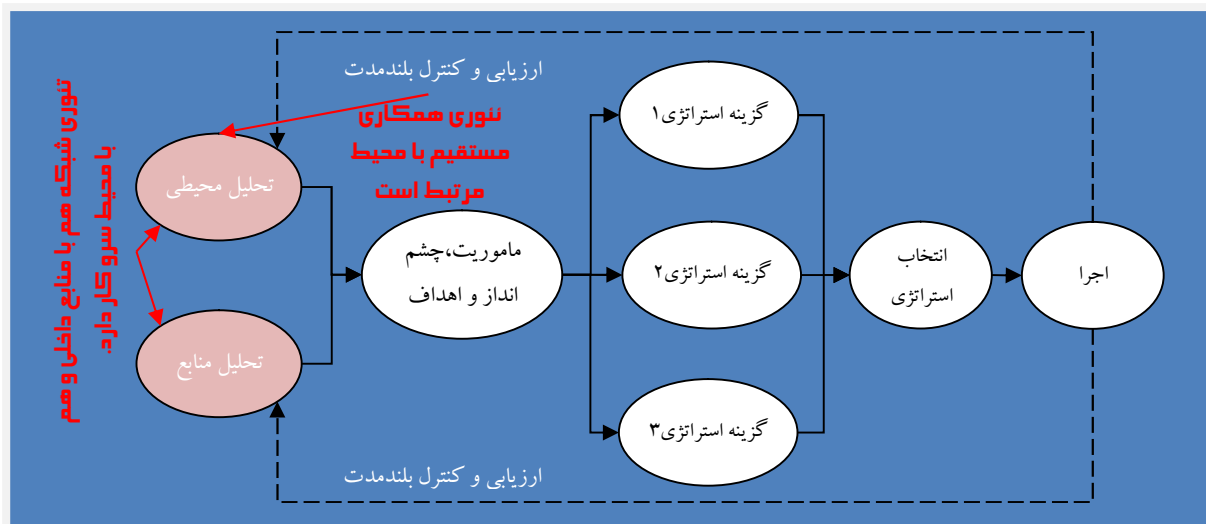 ارزیابی و کنترل بلندمدت
تئوری همکاری
مستقیم با محیط
مرتبط است
تئوری شبکه هم با منابع داخلی و هم
با محیط سرو کار دارد.
تحلیل محیطی
تحلیل منابع
ماموریت،چشم
انداز و اهداف
گزینه استراتژی۱
گزینه استراتژی۲
گزینه استراتژی۳
انتخاب
استراتژی
اجرا
ارزیابی و کنترل بلندمدت